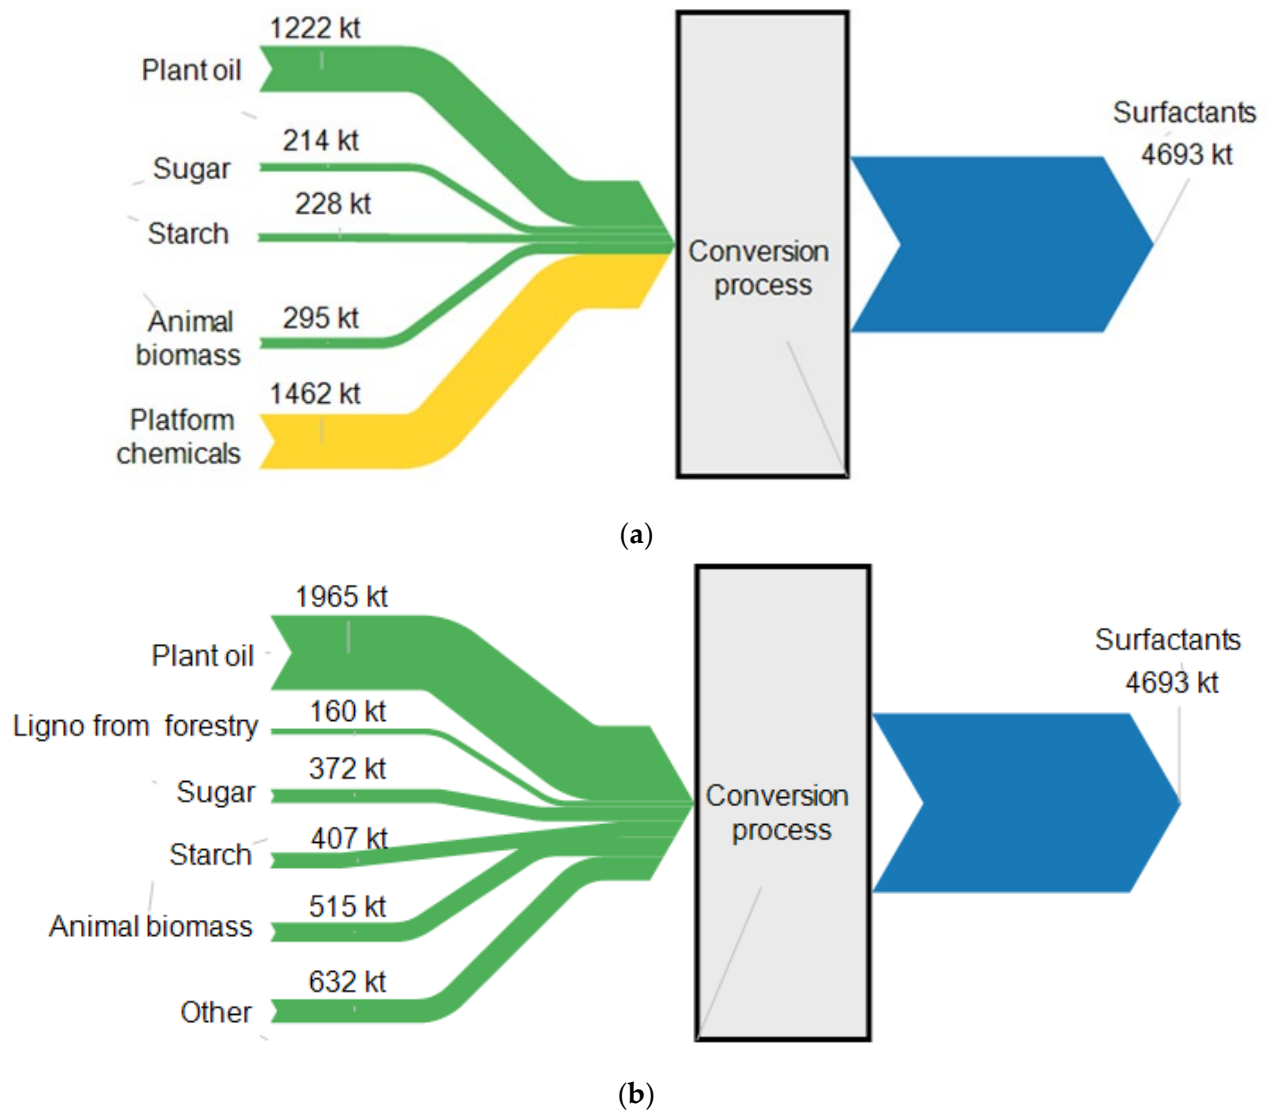 1222 kt
Plant oil
214 kt
Sugar
228 kt
Starch
295 kt
Animal
biomass
1462 kt
Platform
chemicals
Conversion
process
Surfactants
4693 kt
(a)
1965 kt
Plant oil
160 kt
Ligno from forestry
372 kt
Sugar
407 kt
Starch
515 kt
Animal biomass
632 kt
Other
Conversion
process
Surfactants
4693 kt
(b)